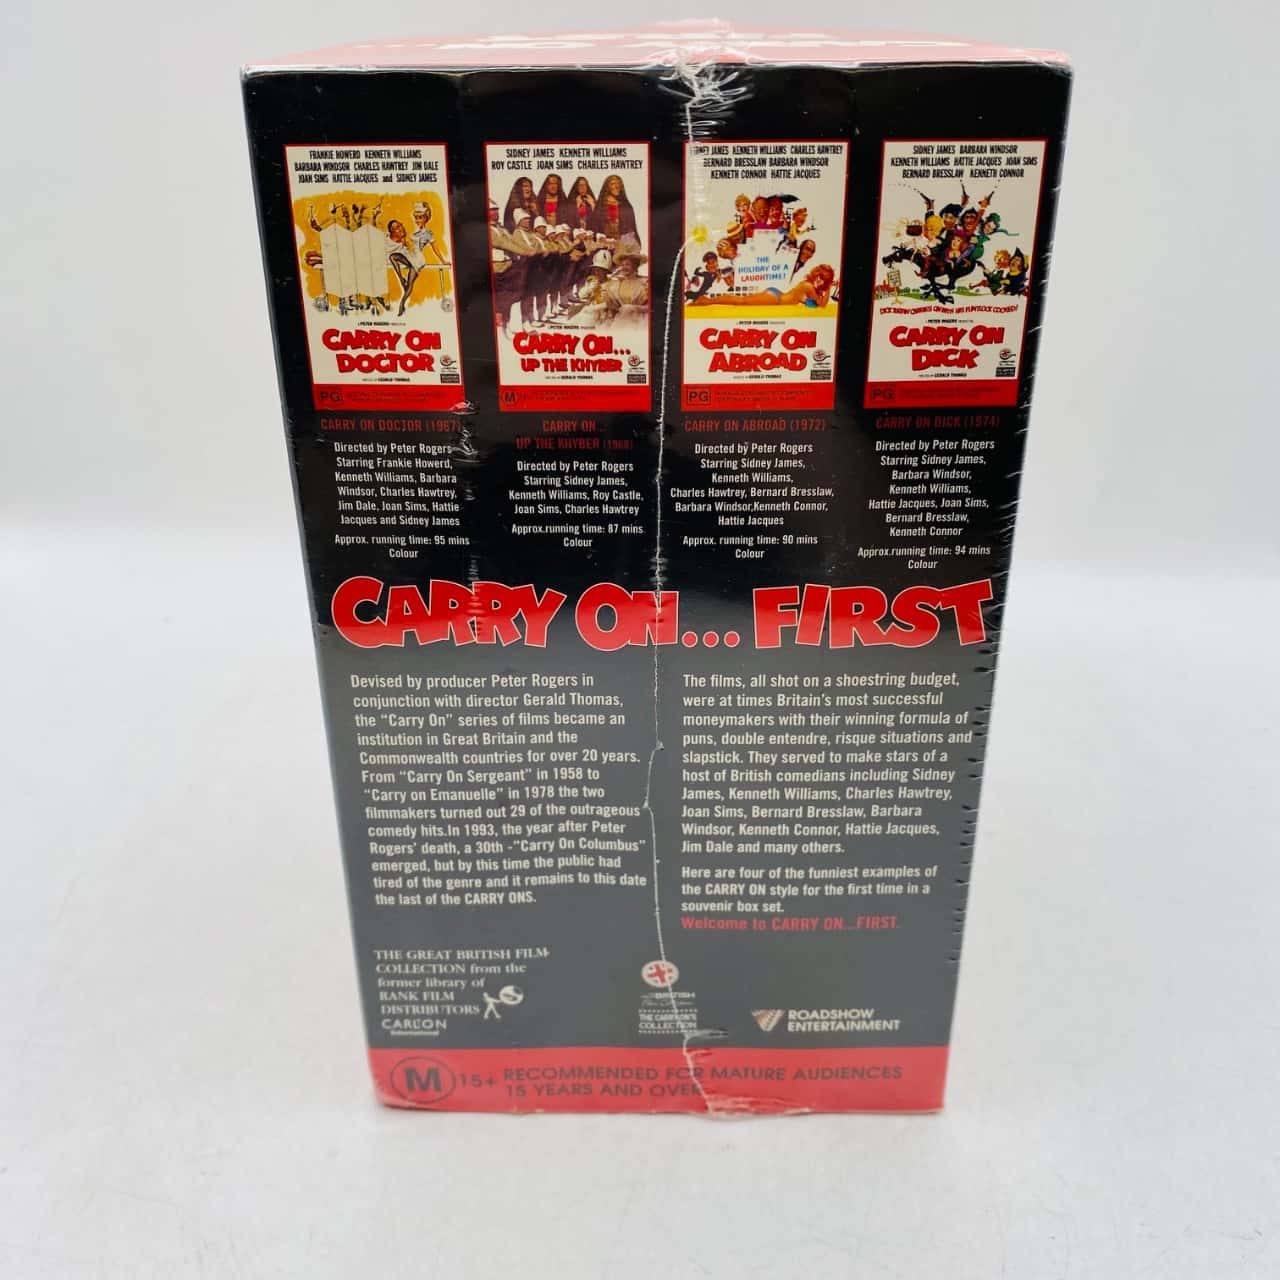 FRANKIE HOWERD KENNETH WILLIAMS
BARBARA WINDSOR CHARLES HAWTREY JIM DALE
JOAN SIMS HATTIE JACQUES and SIDNEY JAMES
CARRY ON
DOCTOR
PG
CARRY ON DOCTOR (1967)
Directed by Peter Rogers
Starring Frankie Howerd,
Kenneth Williams, Barbara
Windsor, Charles Hawtrey,
Jim Dale, Joan Sims, Hattie
Jacques and Sidney James
Approx. running time: 95 mins
Colour
SIDNEY JAMES KENNETH WILLIAMS
ROY CASTLE JOAN SIMS CHARLES HAWTREY
CARRY ON...
UP THE KHYBER
M
CARRY ON...
UP THE KHYBER (1968)
Directed by Peter Rogers
Starring Sidney James,
Kenneth Williams, Roy Castle,
Joan Sims, Charles Hawtrey
Approx.running time: 87 mins
Colour
SIDNEY JAMES KENNETH WILLIAMS CHARLES HAWTREY
BERNARD BRESSLAW BARBARA WINDSOR
KENNETH CONNOR HATTIE JACQUES
THE
HOLIDAY OF A
LAUGHTIME!
CARRY ON
ABROAD
PG
CARRY ON ABROAD (1972)
Directed by Peter Rogers
Starring Sidney James,
Kenneth Williams,
Charles Hawtrey, Bernard Bresslaw,
Barbara Windsor,Kenneth Connor,
Hattie Jacques
Approx. running time: 90 mins
Colour
SIDNEY JAMES BARBARA WINDSOR
KENNETH WILLIAMS HATTIE JACQUES JOAN SIMS
BERNARD BRESSLAW KENNETH CONNOR
CARRY ON
DICK
PG
CARRY ON DICK (1974)
Directed by Peter Rogers
Starring Sidney James,
Barbara Windsor,
Kenneth Williams,
Hattie Jacques, Joan Sims,
Bernard Bresslaw,
Kenneth Connor
Approx.running time: 94 mins
Colour
CARRY ON... FIRST
Devised by producer Peter Rogers in
conjunction with director Gerald Thomas,
the “Carry On” series of films became an
institution in Great Britain and the
Commonwealth countries for over 20 years.
From “Carry On Sergeant” in 1958 to
“Carry on Emanuelle” in 1978 the two
filmmakers turned out 29 of the outrageous
comedy hits.In 1993, the year after Peter
Rogers’ death, a 30th -“Carry On Columbus”
emerged, but by this time the public had
tired of the genre and it remains to this date
the last of the CARRY ONS.
The films, all shot on a shoestring budget,
were at times Britain’s most successful
moneymakers with their winning formula of
puns, double entendre, risque situations and
slapstick. They served to make stars of a
host of British comedians including Sidney
James, Kenneth Williams, Charles Hawtrey,
Joan Sims, Bernard Bresslaw, Barbara
Windsor, Kenneth Connor, Hattie Jacques,
Jim Dale and many others.
Here are four of the funniest examples of
the CARRY ON style for the first time in a
souvenir box set.
Welcome to CARRY ON...FIRST.
THE GREAT BRITISH FILM
COLLECTION from the
former library of
RANK FILM
DISTRIBUTORS
CARLTON
International
BRITISH
THE CARRY ON'S
COLLECTION
ROADSHOW
ENTERTAINMENT
M 15+ RECOMMENDED FOR MATURE AUDIENCES
15 YEARS AND OVER